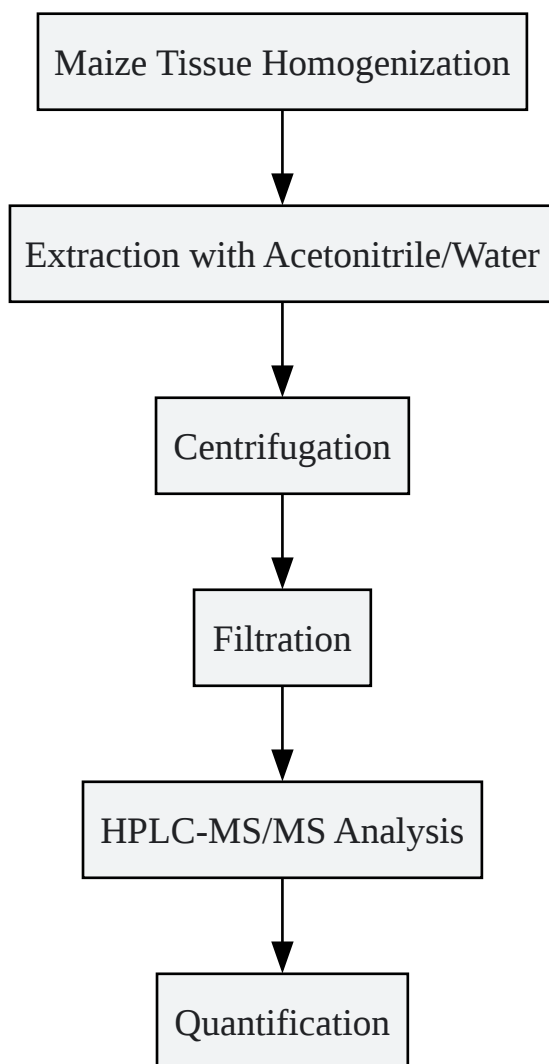 Maize Tissue Homogenization
Extraction with Acetonitrile/Water
Centrifugation
Filtration
HPLC-MS/MS Analysis
Quantification